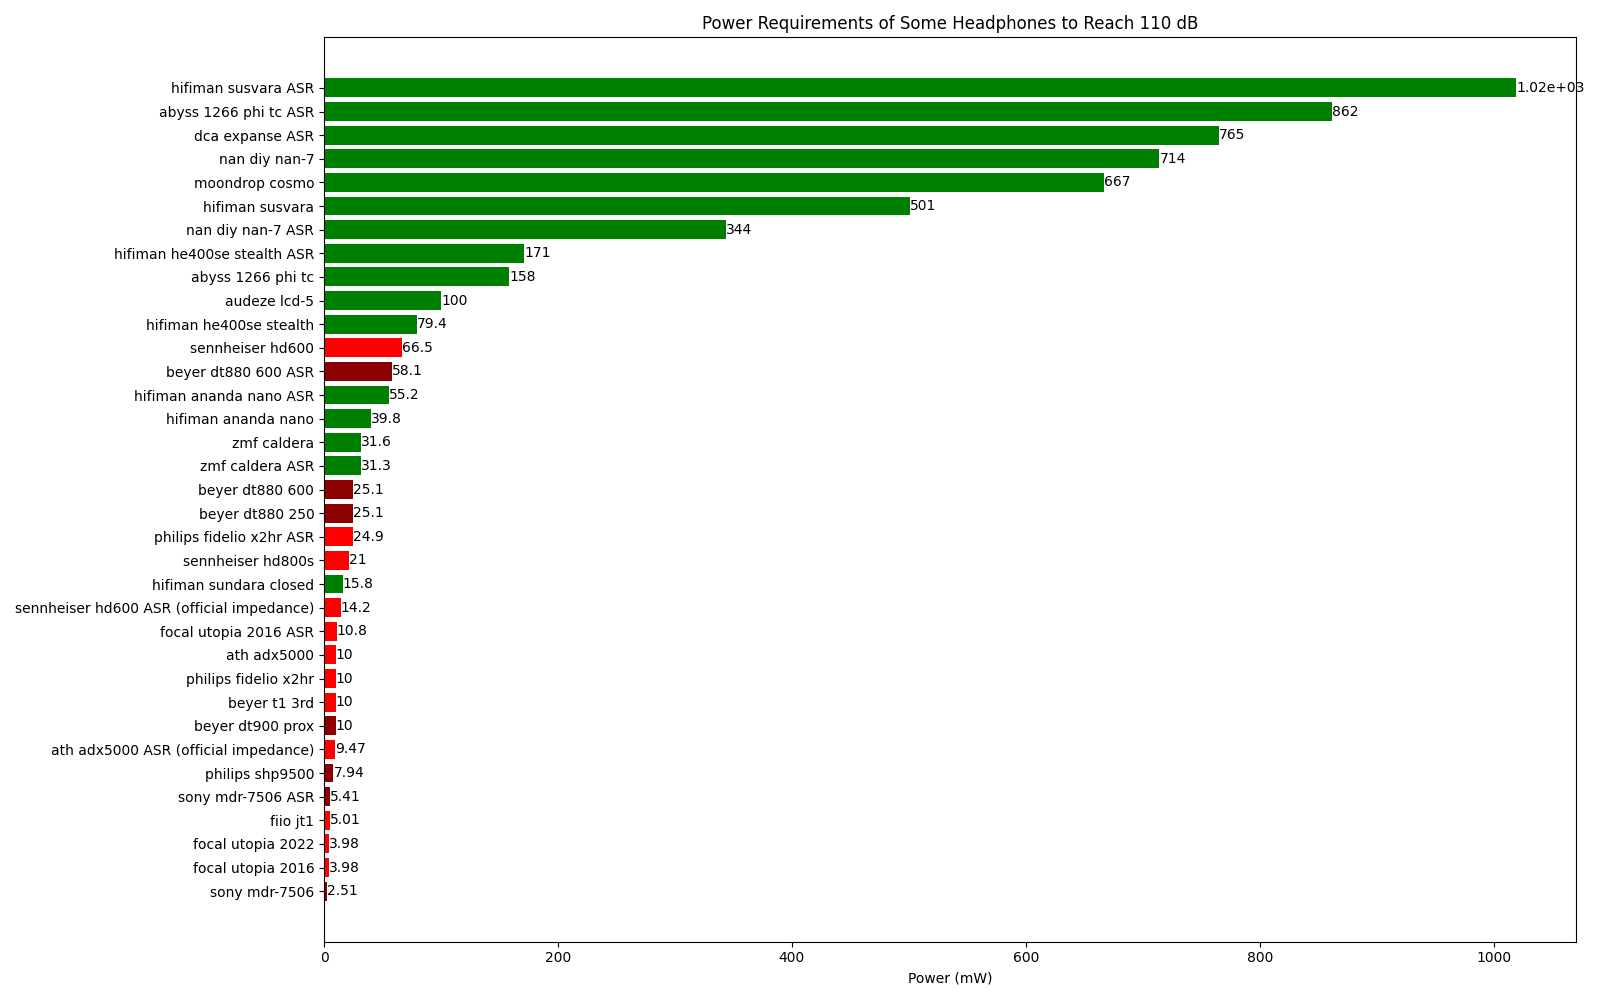 Power Requirements of Some Headphones to Reach 110 dB
hifiman susvara ASR 1.02e+03
abyss 1266 phi tc ASR 862
dca expanse ASR 765
nan diy nan-7 714
moondrop cosmo 667
hifiman susvara 501
nan diy nan-7 ASR 344
hifiman he400se stealth ASR 171
abyss 1266 phi tc 158
audeze lcd-5 100
hifiman he400se stealth 79.4
sennheiser hd600 66.5
beyer dt880 600 ASR 58.1
hifiman ananda nano ASR 55.2
hifiman ananda nano 39.8
zmf caldera 31.6
zmf caldera ASR 31.3
beyer dt880 600 25.1
beyer dt880 250 25.1
philips fidelio x2hr ASR 24.9
sennheiser hd800s 21
hifiman sundara closed 15.8
sennheiser hd600 ASR (official impedance) 14.2
focal utopia 2016 ASR 10.8
ath adx5000 10
philips fidelio x2hr 10
beyer t1 3rd 10
beyer dt900 prox 10
ath adx5000 ASR (official impedance) 9.47
philips shp9500 7.94
sony mdr-7506 ASR 5.41
fiio jt1 5.01
focal utopia 2022 3.98
focal utopia 2016 3.98
sony mdr-7506 2.51
0 200 400 600 800 1000
Power (mW)